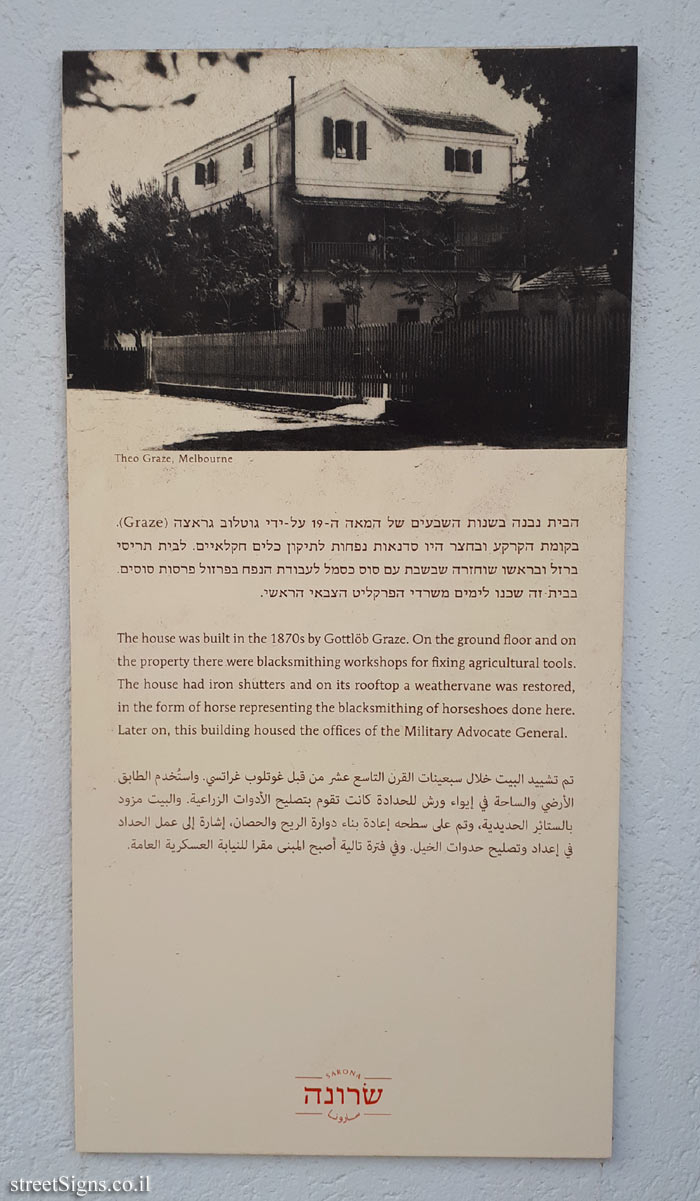 Theo Graze, Melbourne
הבית נבנה בשנות השבעים של המאה ה-19 על-ידי גוטלוב גראצה (Graze).
בקומת הקרקע ובחצר היו סדנאות נפחות לתיקון כלים חקלאיים. לבית תריסי
ברזל ובראשו שוחזרה שבשבת עם סוס כסמל לעבודת הנפח בפרזול פרסות סוסים.
בבית זה שכנו לימים משרדי הפרקליט הצבאי הראשי.
The house was built in the 1870s by Gottlöb Graze. On the ground floor and on
the property there were blacksmithing workshops for fixing agricultural tools.
The house had iron shutters and on its rooftop a weathervane was restored,
in the form of horse representing the blacksmithing of horseshoes done here.
Later on, this building housed the offices of the Military Advocate General.
تم تشييد البيت خلال سبعينات القرن التاسع عشر من قبل غوتلوب غراتسي. واستُخدم الطابق
الأرضي والساحة في إيواء ورش للحدادة كانت تقوم بتصليح الأدوات الزراعية. والبيت مزود
بالستائر الحديدية، وتم على سطحه إعادة بناء دوارة الريح والحصان، إشارة إلى عمل الحداد
في إعداد وتصليح حدوات الخيل. وفي فترة تالية أصبح المبنى مقرا للنيابة العسكرية العامة.
SARONA
שׂרונה
سارونا
streetSigns.co.il